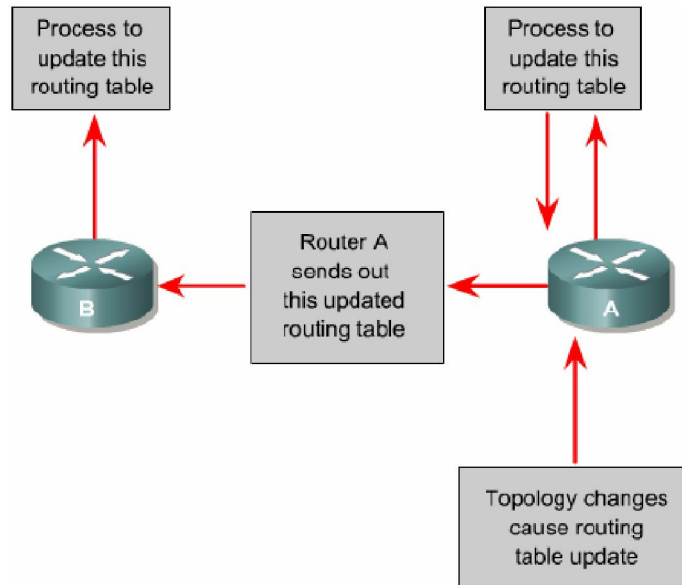 Process to
update this
routing table
Process to
update this
routing table
Router A
sends out
this updated
routing table
B
A
Topology changes
cause routing
table update